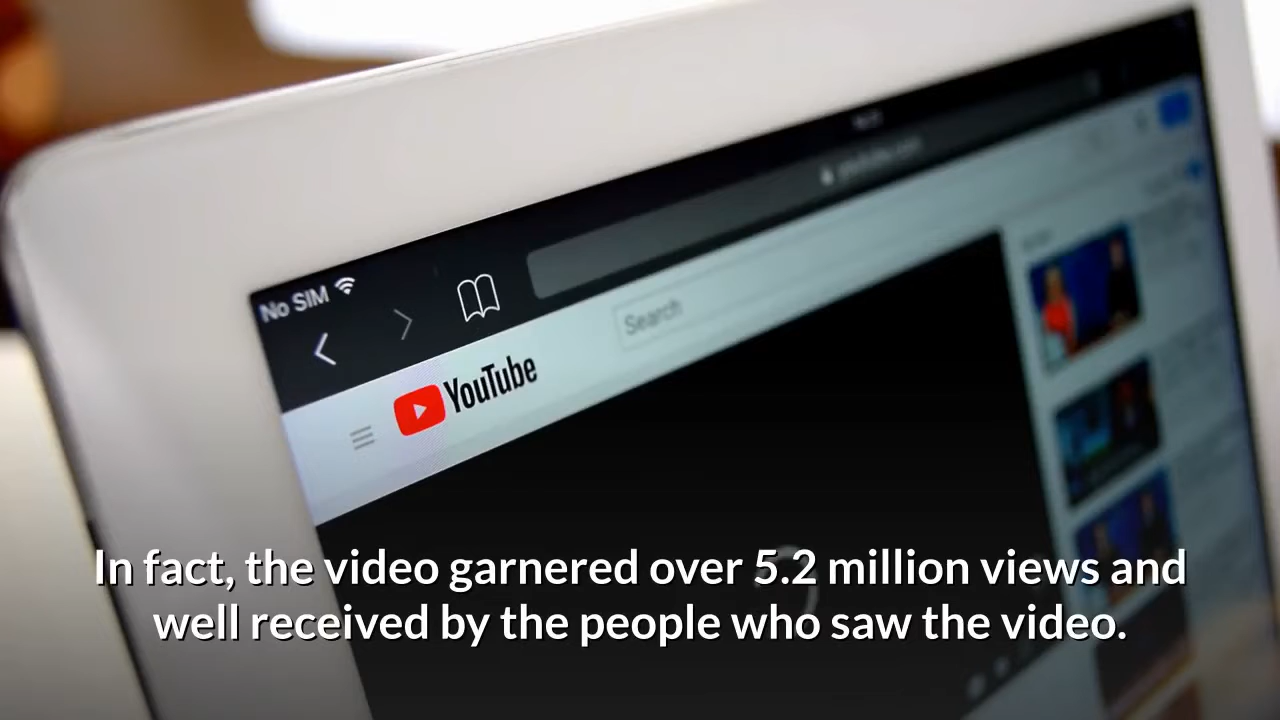 No SIM
Search
YouTube
In fact, the video garnered over 5.2 million views and
well received by the people who saw the video.